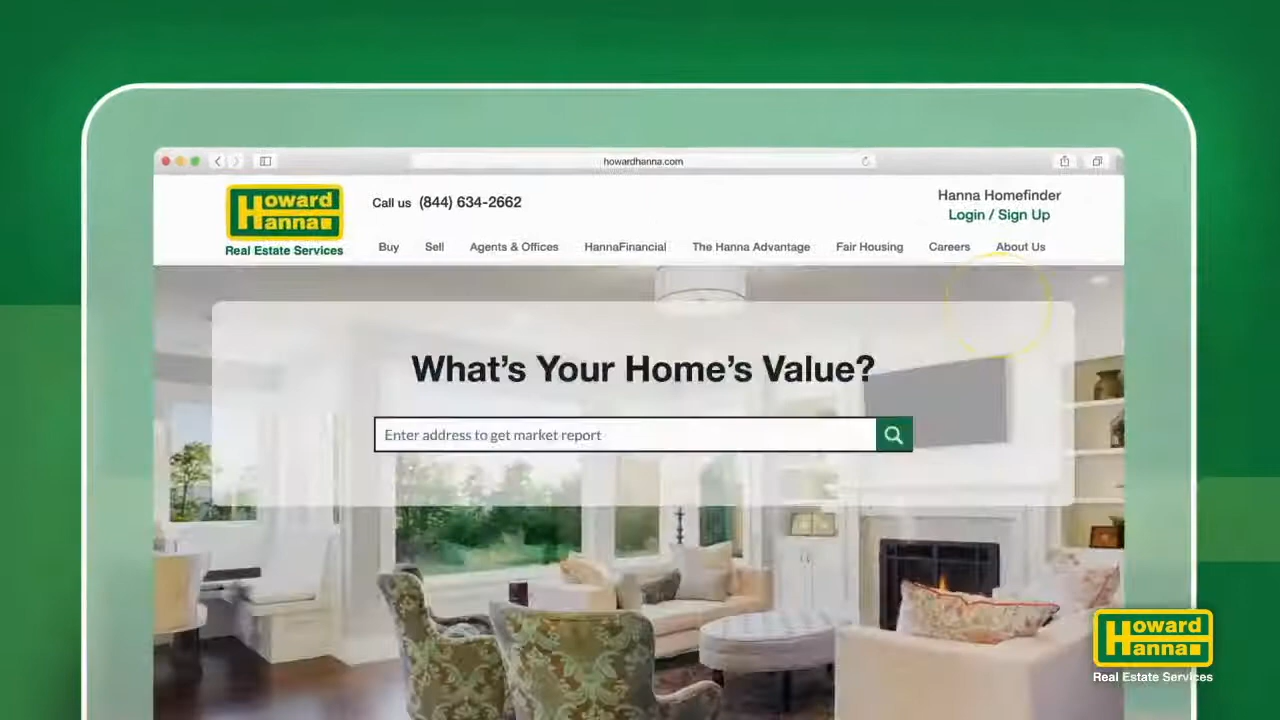 howardhanna.com
Howard
Hanna
Real Estate Services
Call us (844) 634-2662
Hanna Homefinder
Login / Sign Up
Buy Sell Agents & Offices HannaFinancial The Hanna Advantage Fair Housing Careers About Us
What's Your Home's Value?
Enter address to get market report
Howard
Hanna
Real Estate Services